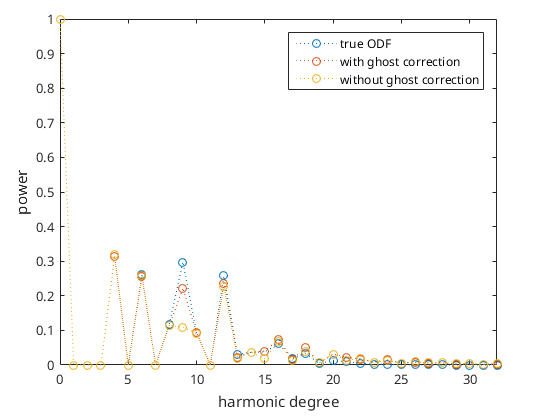 true ODF
with ghost correction
without ghost correction
1
0.9
0.8
0.7
0.6
0.5
0.4
0.3
0.2
0.1
0
power
0 5 10 15 20 25 30
harmonic degree